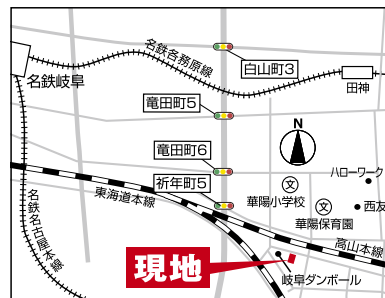 名鉄各務原線
白山町3
名鉄岐阜
田神
竜田町5
N
竜田町6
ハローワーク
文
華陽小学校
祈年町5
西友
文
華陽保育園
東海道本線
名鉄名古屋本線
高山本線
現地
岐阜ダンボール